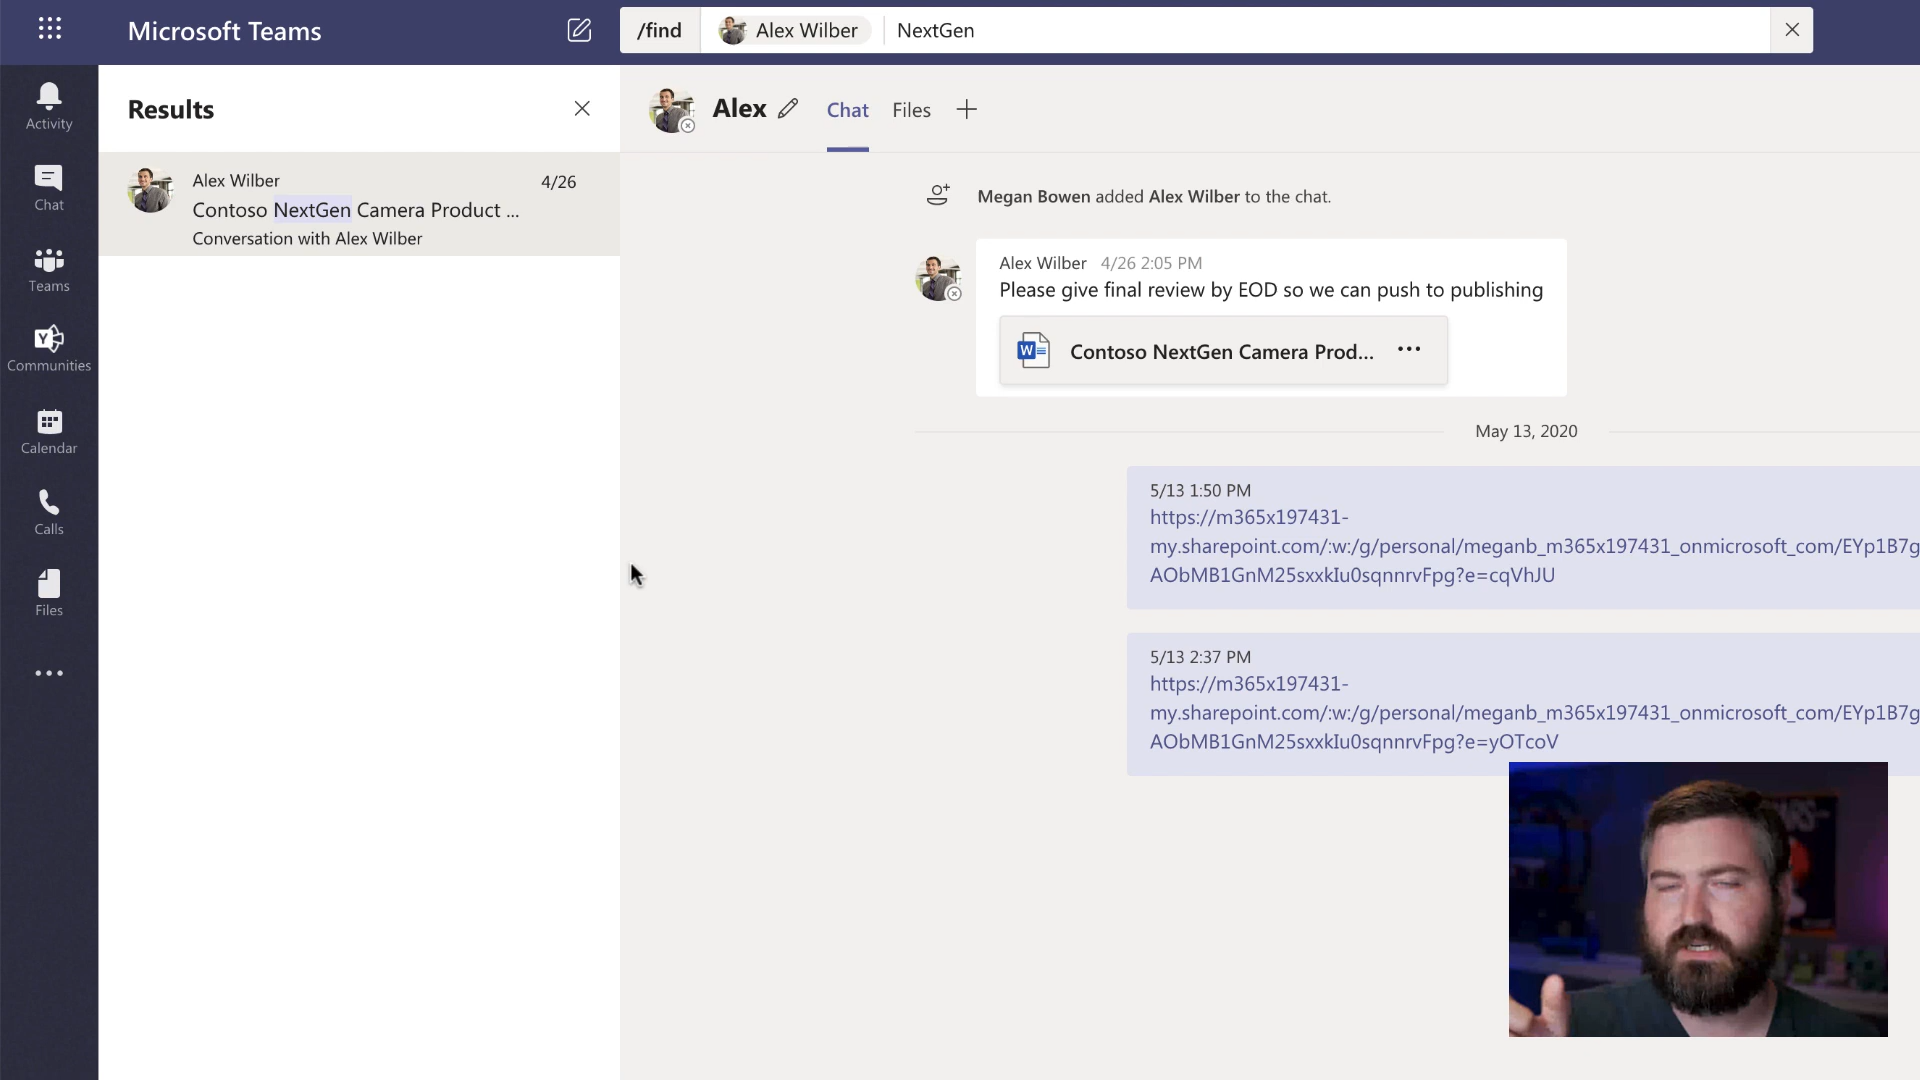 Microsoft Teams
/find Alex Wilber NextGen
Activity
Chat
Teams
Communities
Calendar
Calls
Files
Results
Alex Wilber 4/26
Contoso NextGen Camera Product ...
Conversation with Alex Wilber
Alex Chat Files
Megan Bowen added Alex Wilber to the chat.
Alex Wilber 4/26 2:05 PM
Please give final review by EOD so we can push to publishing
Contoso NextGen Camera Prod...
May 13, 2020
5/13 1:50 PM
https://m365x197431-
my.sharepoint.com/:w:/g/personal/meganb_m365x197431_onmicrosoft_com/EYp1B7g
AObMB1GnM25sxxkIu0sqnnrvFpg?e=cqVhJU
5/13 2:37 PM
https://m365x197431-
my.sharepoint.com/:w:/g/personal/meganb_m365x197431_onmicrosoft_com/EYp1B7g
AObMB1GnM25sxxkIu0sqnnrvFpg?e=yOTcoV